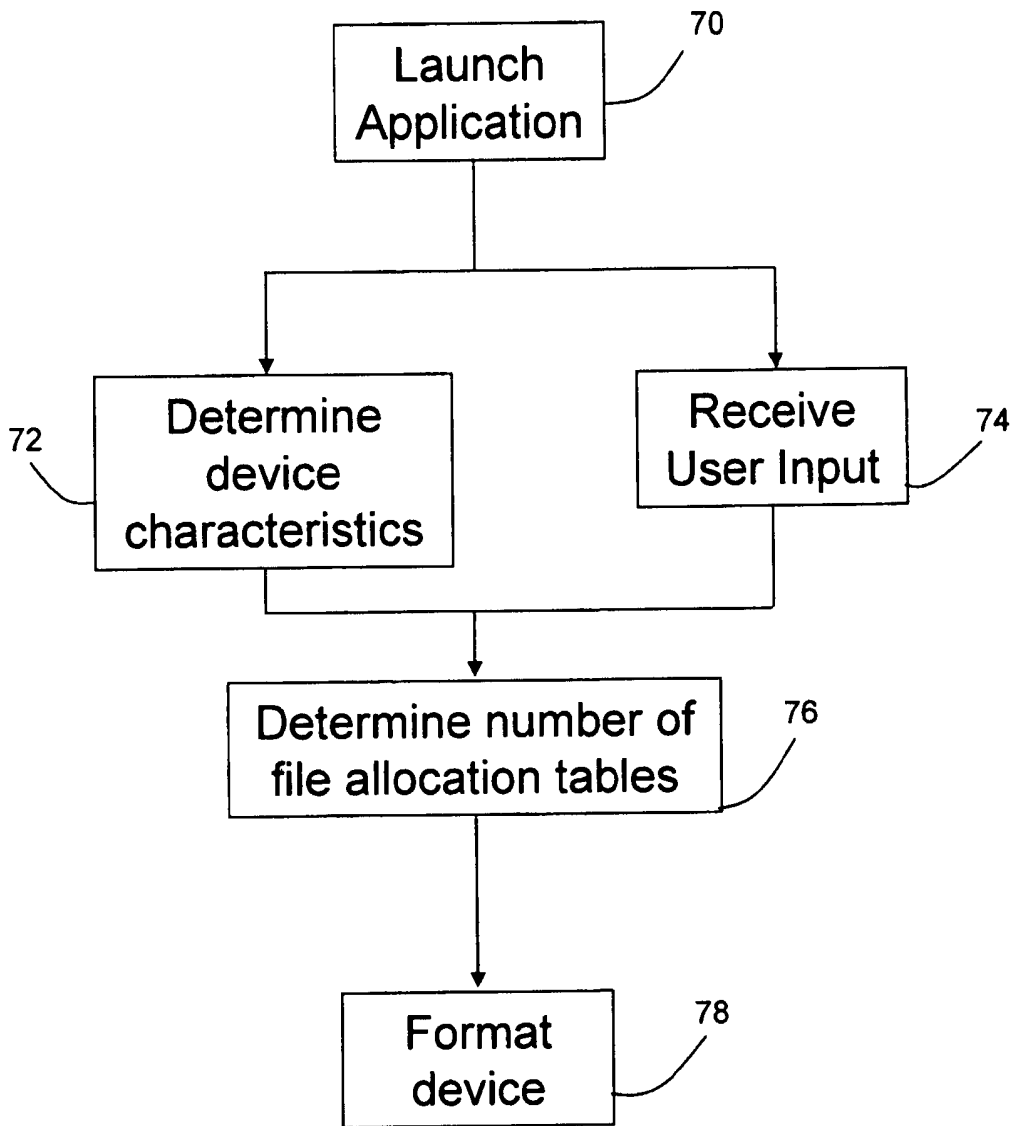 70
Launch
Application
72
Determine
device
characteristics
Receive
User Input
74
Determine number of
file allocation tables
76
Format
device
78